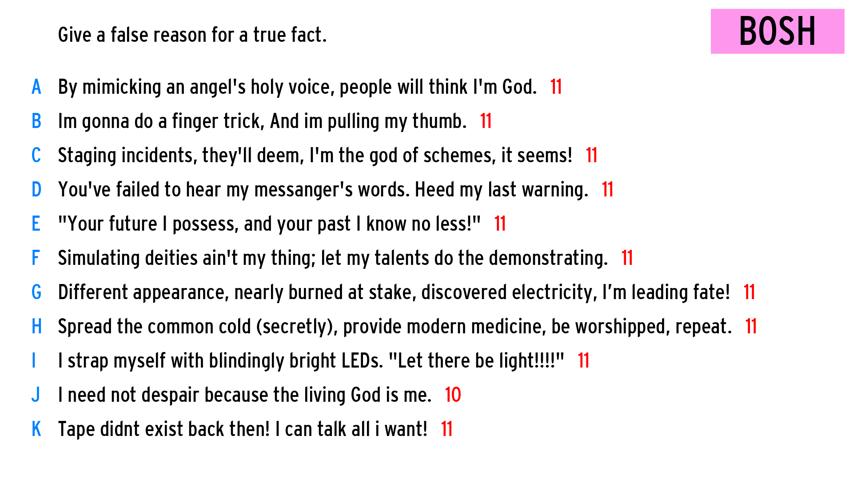 Give a false reason for a true fact.
BOSH
A By mimicking an angel's holy voice, people will think I'm God. 11
B Im gonna do a finger trick, And im pulling my thumb. 11
C Staging incidents, they'll deem, I'm the god of schemes, it seems! 11
D You've failed to hear my messanger's words. Heed my last warning. 11
E "Your future I possess, and your past I know no less!" 11
F Simulating deities ain't my thing; let my talents do the demonstrating. 11
G Different appearance, nearly burned at stake, discovered electricity, I’m leading fate! 11
H Spread the common cold (secretly), provide modern medicine, be worshipped, repeat. 11
I I strap myself with blindingly bright LEDs. "Let there be light!!!!" 11
J I need not despair because the living God is me. 10
K Tape didnt exist back then! I can talk all i want! 11